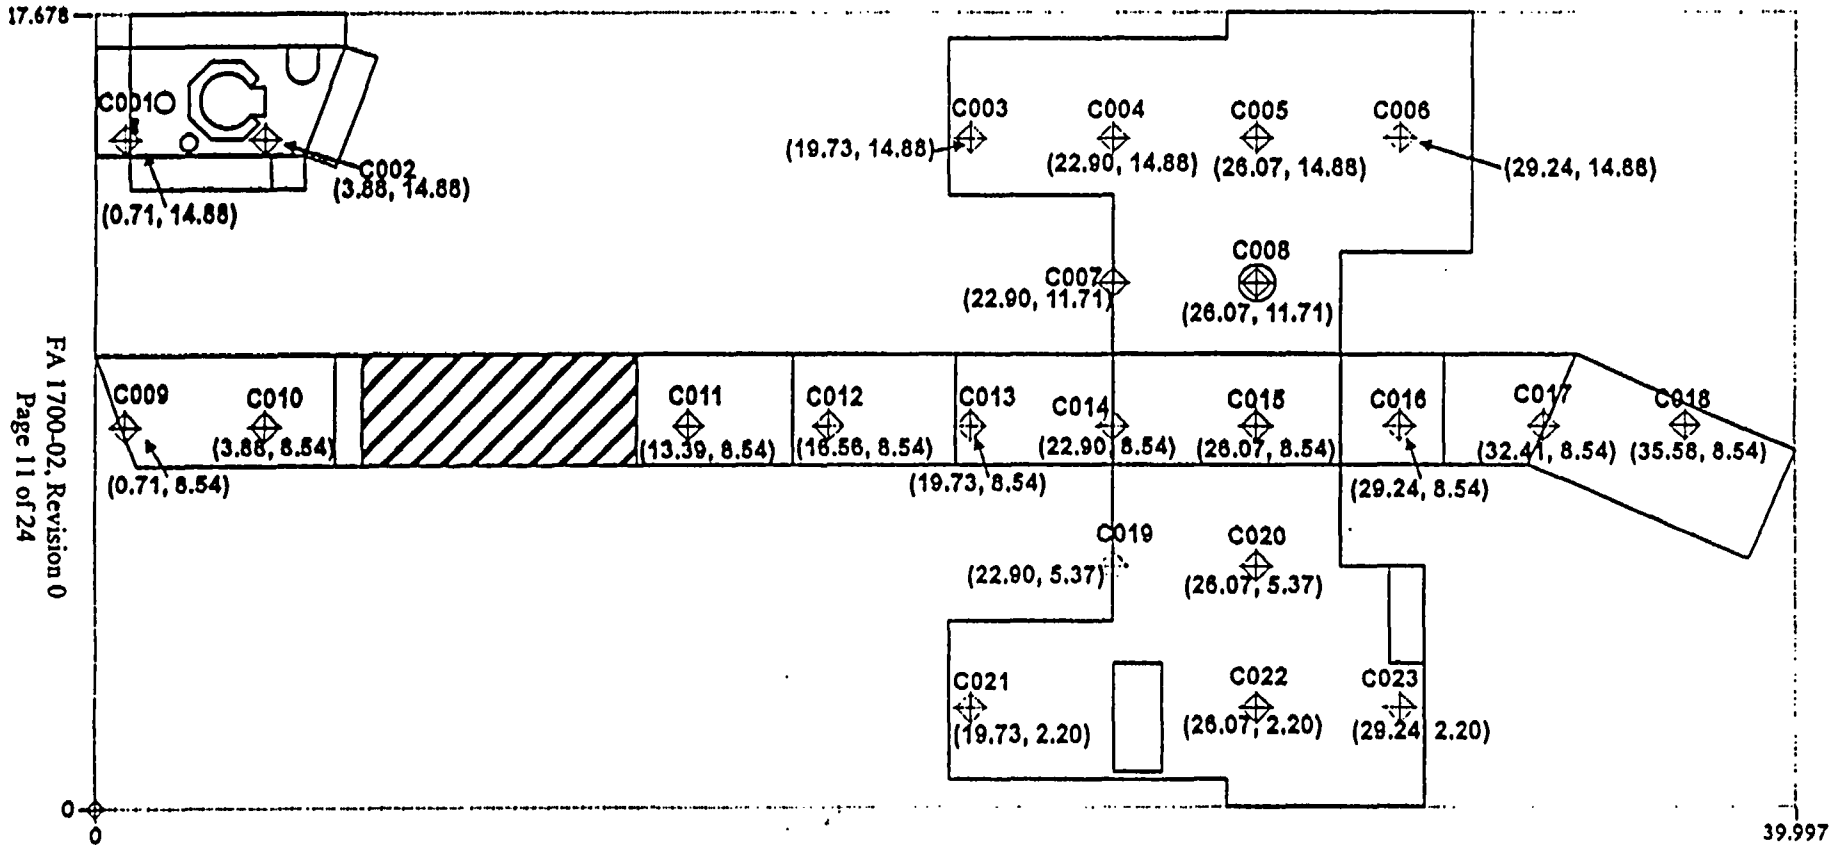 17.678
C001
C002
(3.88, 14.88)
(0.71, 14.88)
C003
(19.73, 14.88)
C004
(22.90, 14.88)
C005
(26.07, 14.88)
C006
(29.24, 14.88)
C007
(22.90, 11.71)
C008
(26.07, 11.71)
C009
(0.71, 8.54)
C010
(3.88, 8.54)
C011
(13.39, 8.54)
C012
(16.56, 8.54)
C013
(19.73, 8.54)
C014
(22.90, 8.54)
C015
(26.07, 8.54)
C016
(29.24, 8.54)
C017
(32.41, 8.54)
C018
(35.58, 8.54)
C019
(22.90, 5.37)
C020
(26.07, 5.37)
C021
(19.73, 2.20)
C022
(26.07, 2.20)
C023
(29.24, 2.20)
0
0
39.997
FA 1700-02, Revision 0
Page 11 of 24